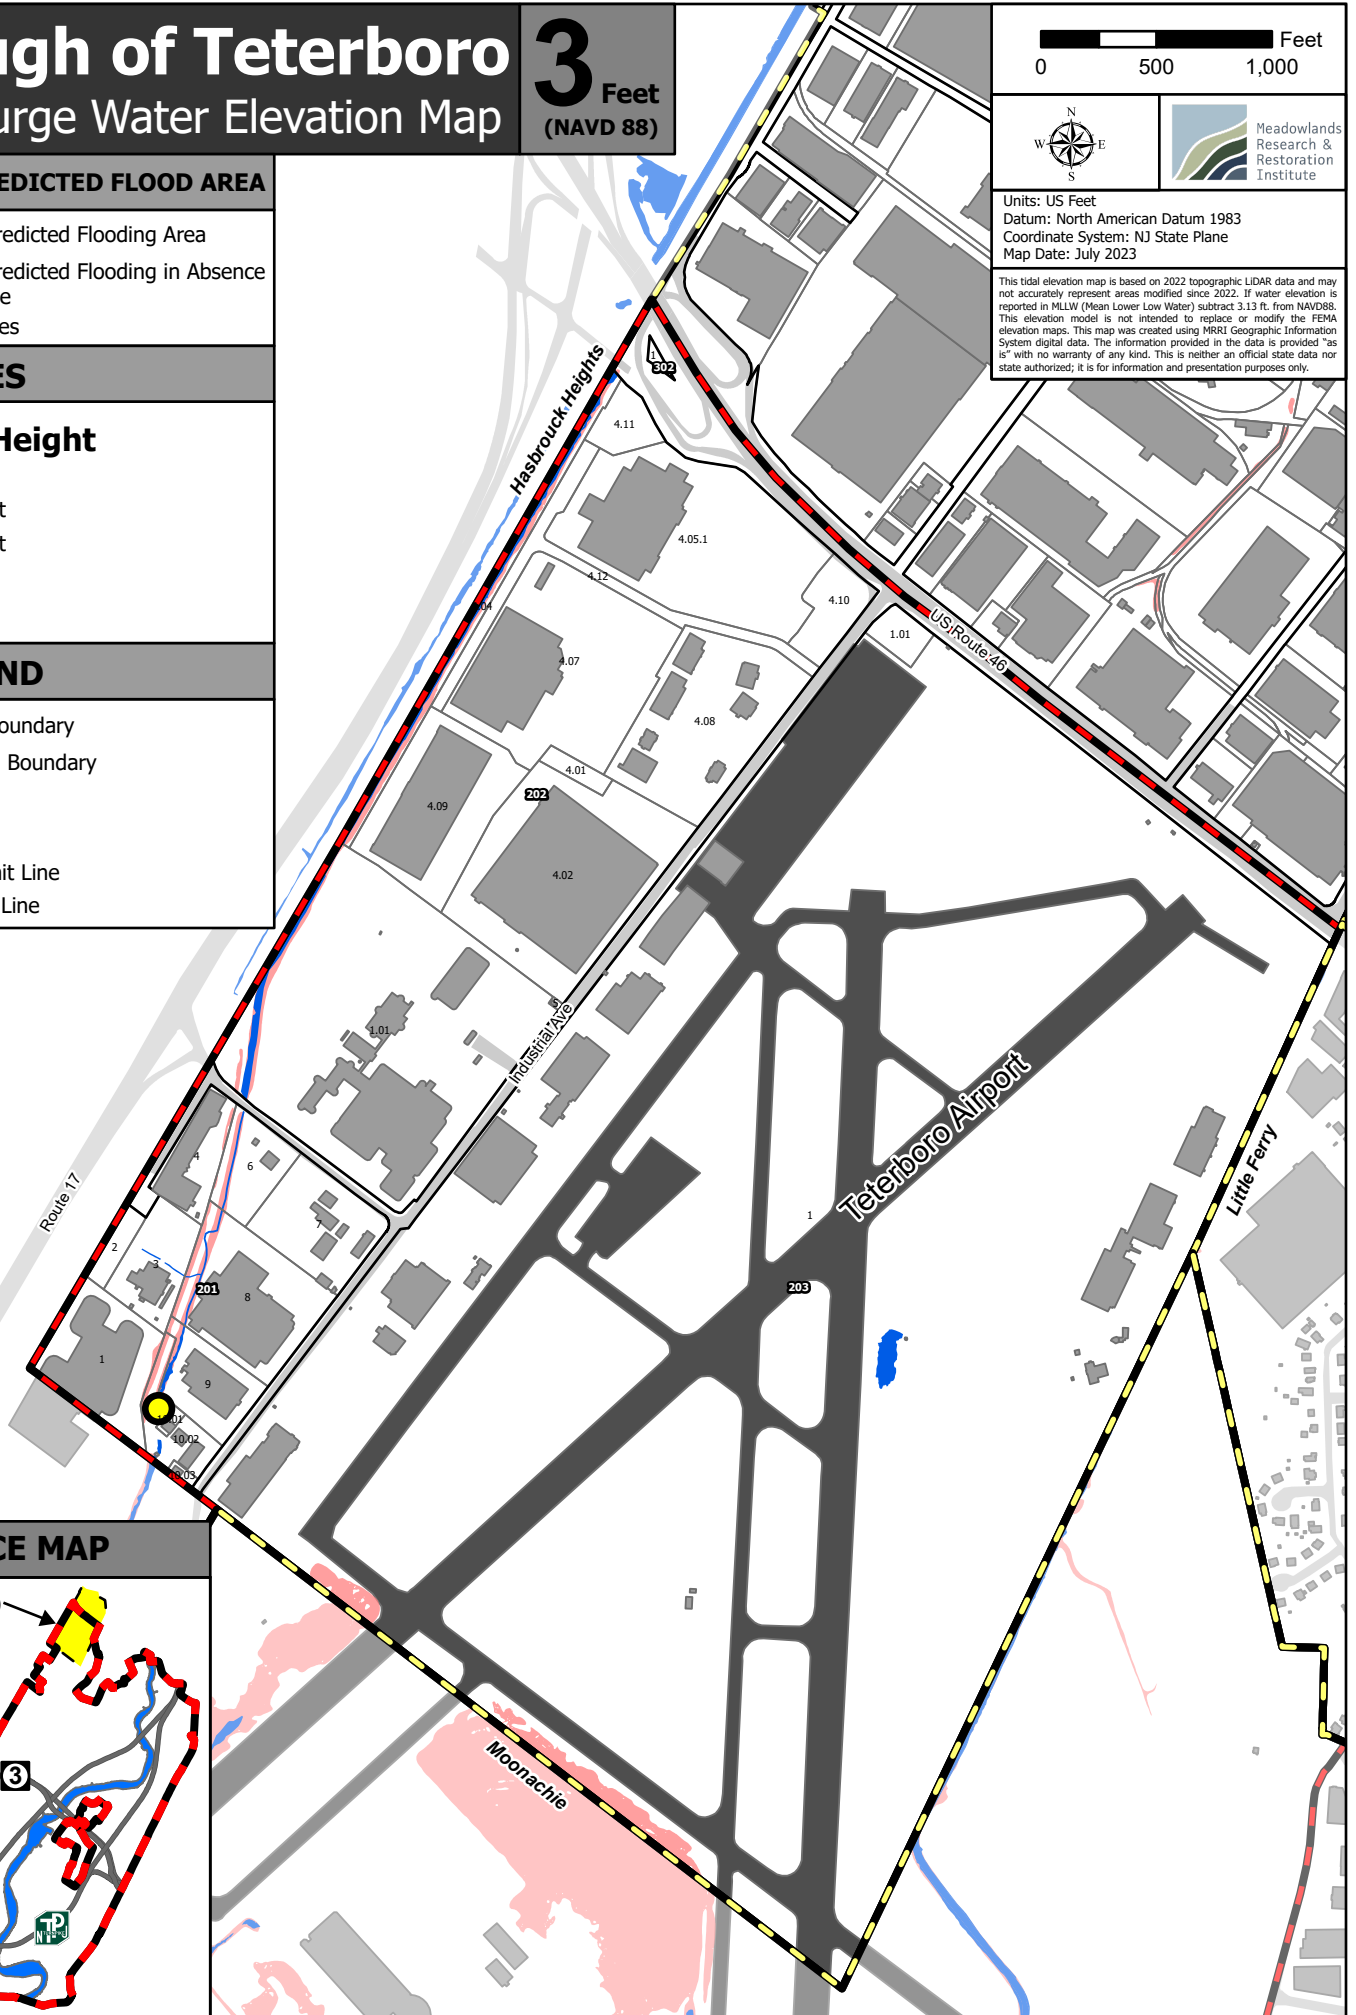 ugh of Teterboro
urge Water Elevation Map
3 Feet
(NAVD 88)
Feet
0 500 1,000
N
W E
S
Meadowlands
Research &
Restoration
Institute
Units: US Feet
Datum: North American Datum 1983
Coordinate System: NJ State Plane
Map Date: July 2023
This tidal elevation map is based on 2022 topographic LiDAR data and may
not accurately represent areas modified since 2022. If water elevation is
reported in MLLW (Mean Lower Low Water) subtract 3.13 ft. from NAVD88.
This elevation model is not intended to replace or modify the FEMA
elevation maps. This map was created using MRRI Geographic Information
System digital data. The information provided in the data is provided "as
is" with no warranty of any kind. This is neither an official state data nor
state authorized; it is for information and presentation purposes only.
EDICTED FLOOD AREA
redicted Flooding Area
redicted Flooding in Absence
e
es
ES
Height
t
t
ND
oundary
Boundary
it Line
Line
1
302
Hasbrouck Heights
4.11
4.05.1
4.12
4.10
04
1.01
US Route 46
4.07
4.08
4.01
202
4.09
4.02
5
1.01
Industrial Ave
Teterboro Airport
Little Ferry
4
6
Route 17
7
1
2
3
201
203
8
1
9
01
10.02
10.03
CE MAP
3
Moonachie